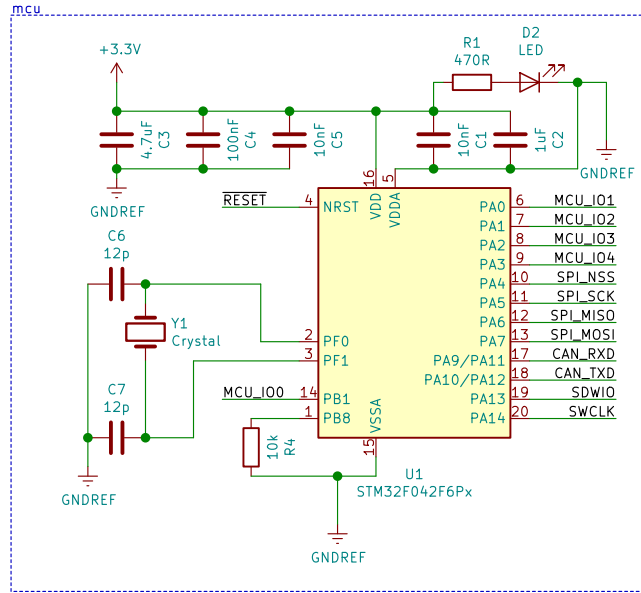 mcu
+3.3V
R1
470R
D2
LED
4.7uF
C3
100nF
C4
10nF
C5
10nF
C1
1uF
C2
GNDREF
GNDREF
16
5
VDD
VDDA
RESET
4
NRST
PA0
6
MCU_IO1
PA1
7
MCU_IO2
PA2
8
MCU_IO3
PA3
9
MCU_IO4
PA4
10
SPI_NSS
PA5
11
SPI_SCK
PA6
12
SPI_MISO
PA7
13
SPI_MOSI
PA9/PA11
17
CAN_RXD
PA10/PA12
18
CAN_TXD
PA13
19
SDWIO
PA14
20
SWCLK
C6
12p
Y1
Crystal
2
PF0
3
PF1
C7
12p
MCU_IO0
14
PB1
1
PB8
10k
R4
VSSA
15
GNDREF
U1
STM32F042F6Px
GNDREF